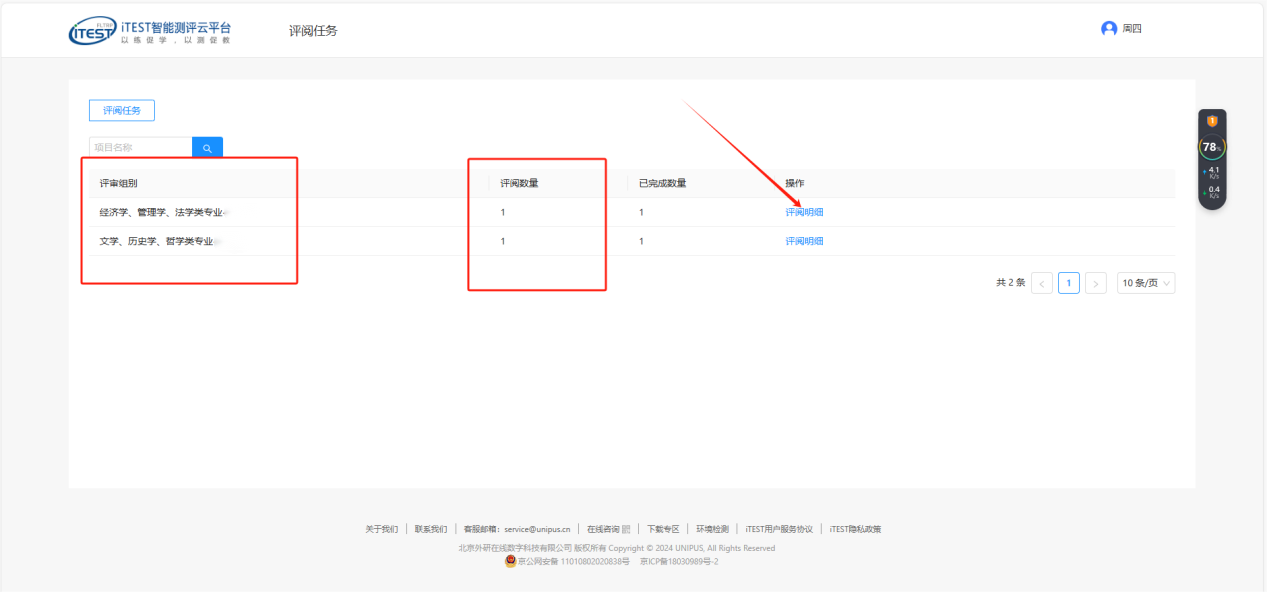 FLTRP
iTEST iTEST智能测评云平台
以练促学，以测促教
评阅任务
周四
评阅任务
项目名称
评审组别 评阅数量 已完成数量 操作
经济学、管理学、法学类专业 1 1 评阅明细
文学、历史学、哲学类专业 1 1 评阅明细
共 2 条 < 1 > 10 条/页
1
78%
4.1
K/s
0.4
K/s
关于我们 | 联系我们 | 客服邮箱：service@unipus.cn | 在线咨询 | 下载专区 | 环境检测 | iTEST用户服务协议 | iTEST隐私政策
北京外研在线数字科技有限公司 版权所有 Copyright © 2024 UNIPUS, All Rights Reserved
京公网安备 11010802020838号 京ICP备18030989号-2